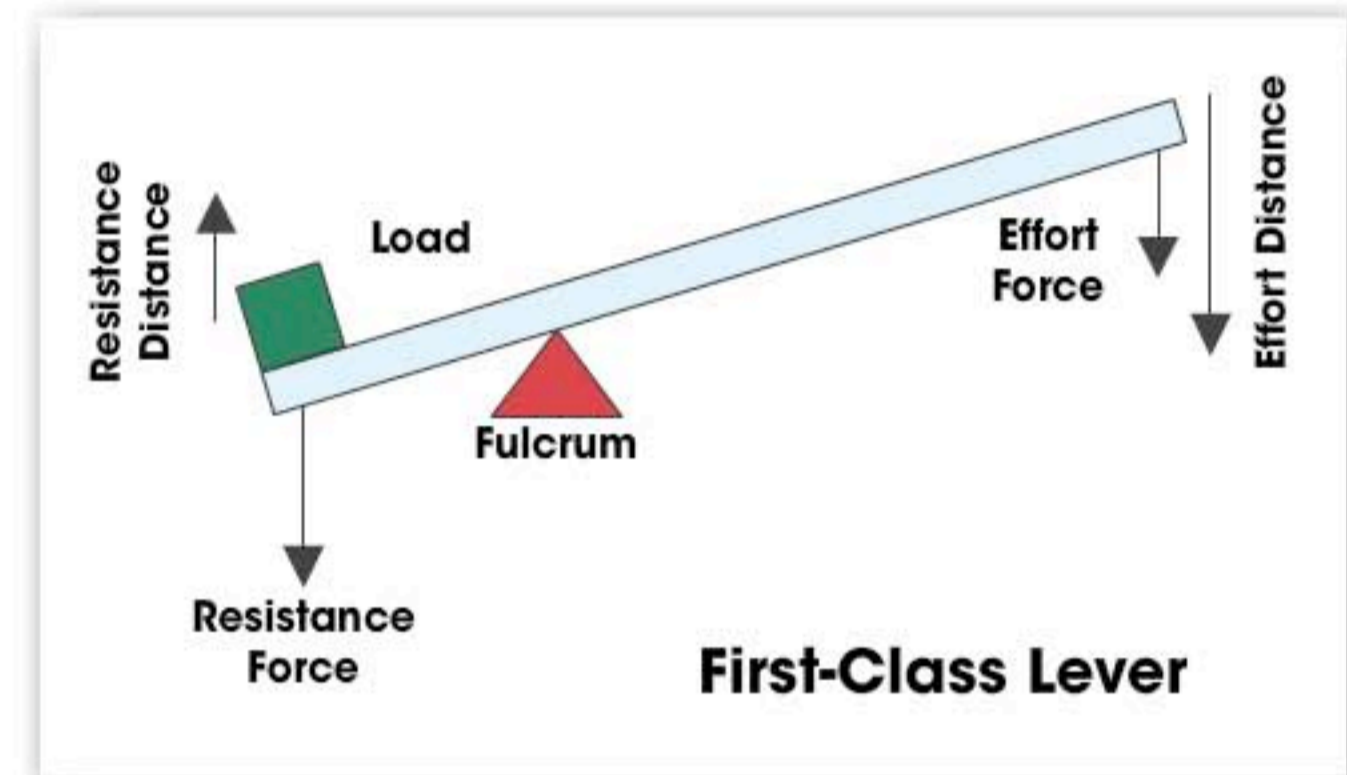 Resistance
Distance
Load
Effort
Force
Effort Distance
Fulcrum
Resistance
Force
First-Class Lever